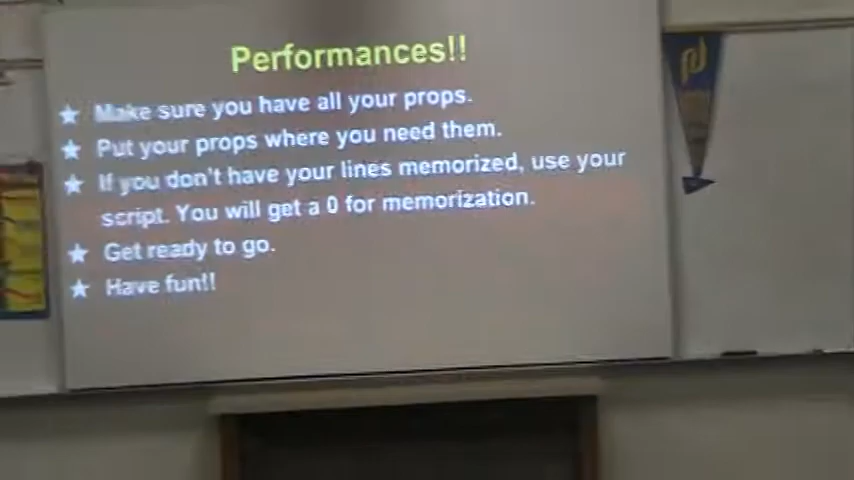 Performances!!
★ Make sure you have all your props.
★ Put your props where you need them.
★ If you don't have your lines memorized, use your
script. You will get a 0 for memorization.
★ Get ready to go.
★ Have fun!!